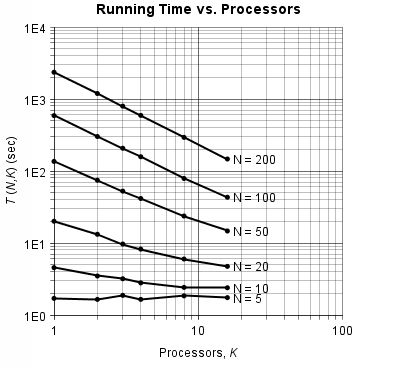 Running Time vs. Processors
1E4
1E3
1E2
1E1
1E0
T (N,K) (sec)
N = 200
N = 100
N = 50
N = 20
N = 10
N = 5
1
10
100
Processors, K